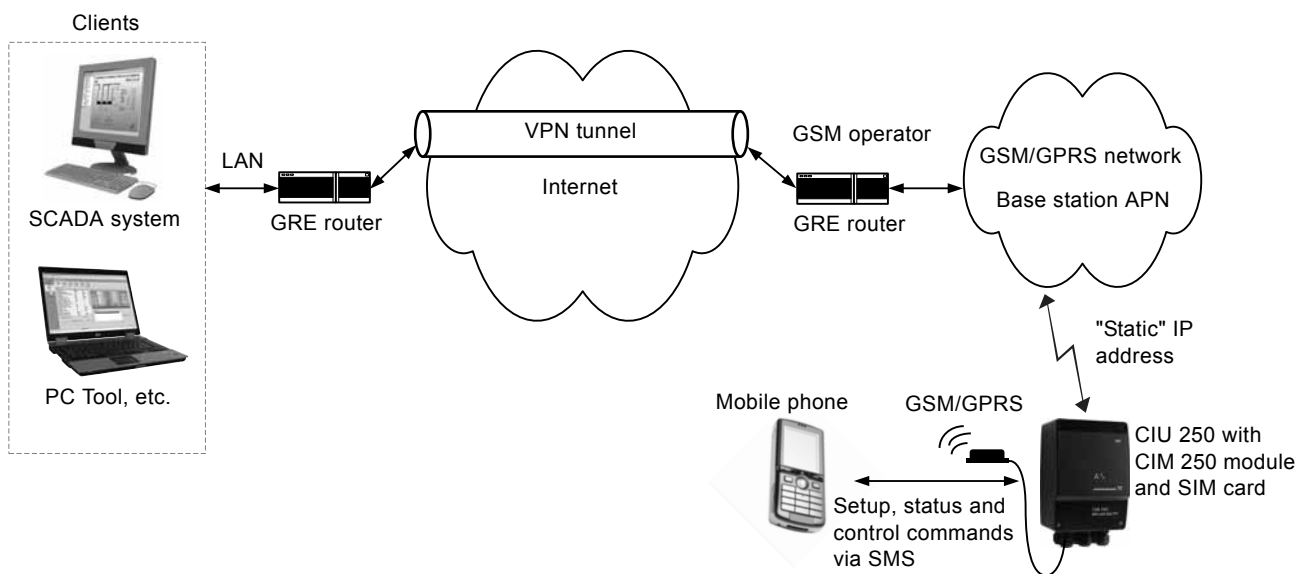 Clients
SCADA system
PC Tool, etc.
LAN
GRE router
VPN tunnel
Internet
GSM operator
GRE router
GSM/GPRS network
Base station APN
"Static" IP
address
Mobile phone
GSM/GPRS
Setup, status and
control commands
via SMS
CIU 250 with
CIM 250 module
and SIM card